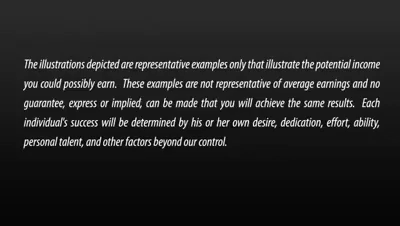 The illustrations depicted are representative examples only that illustrate the potential income
you could possibly earn. These examples are not representative of average earnings and no
guarantee, express or implied, can be made that you will achieve the same results. Each
individual's success will be determined by his or her own desire, dedication, effort, ability,
personal talent, and other factors beyond our control.